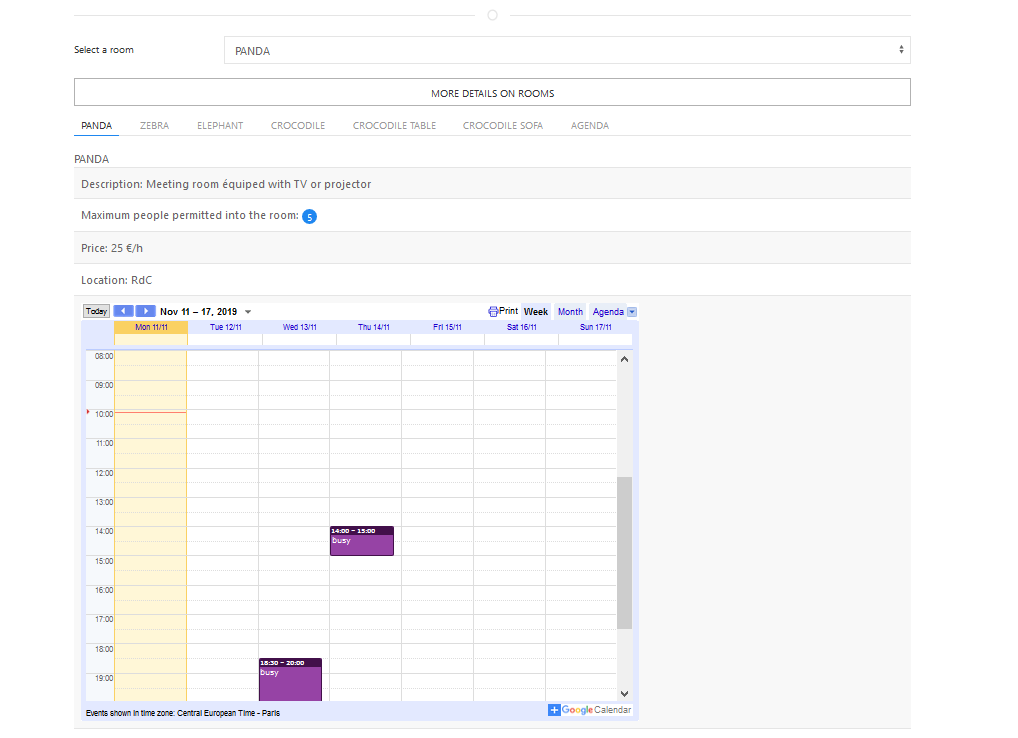 Select a room
PANDA
MORE DETAILS ON ROOMS
PANDA ZEBRA ELEPHANT CROCODILE CROCODILE TABLE CROCODILE SOFA AGENDA
PANDA
Description: Meeting room équiped with TV or projector
Maximum people permitted into the room: 5
Price: 25 €/h
Location: RdC
Today Nov 11 – 17, 2019 Print Week Month Agenda
Mon 11/11 Tue 12/11 Wed 13/11 Thu 14/11 Fri 15/11 Sat 16/11 Sun 17/11
08:00
09:00
10:00
11:00
12:00
13:00
14:00 14:00 – 15:00
busy
15:00
16:00
17:00
18:00
18:30 – 20:00
busy
19:00
Events shown in time zone: Central European Time - Paris
Google Calendar